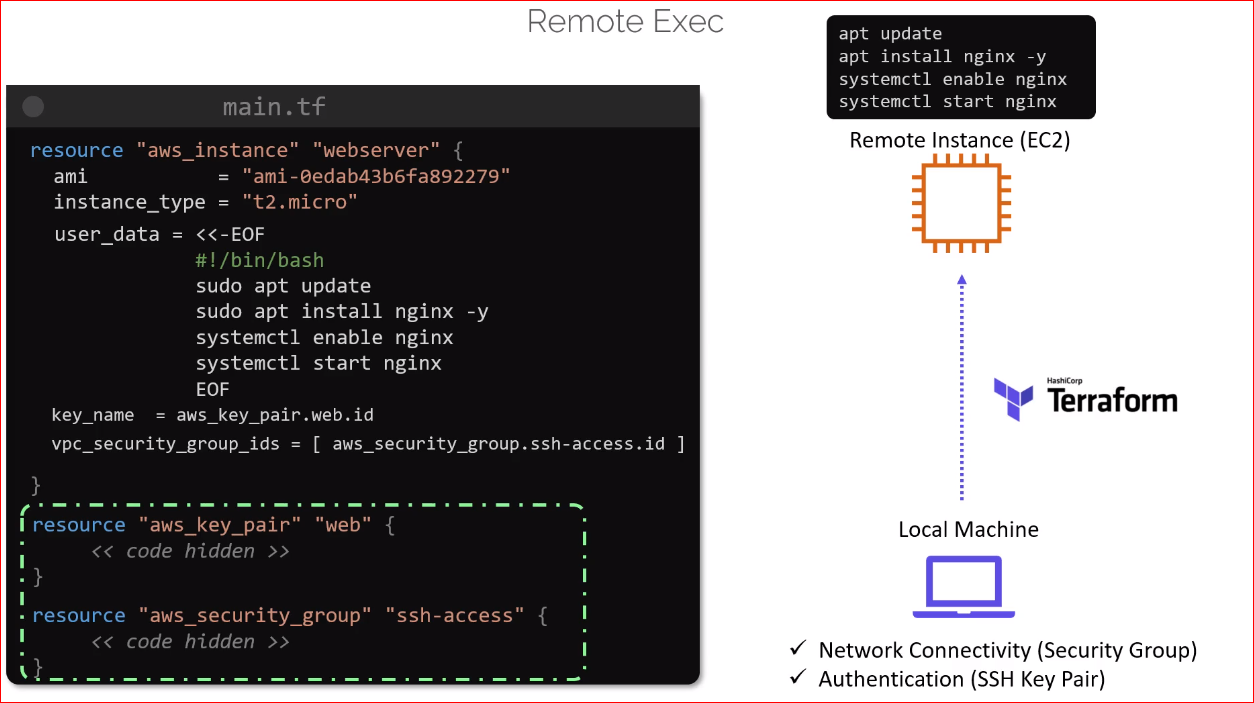 Remote Exec
main.tf
resource "aws_instance" "webserver" {
ami = "ami-0edab43b6fa892279"
instance_type = "t2.micro"
user_data = <<-EOF
#!/bin/bash
sudo apt update
sudo apt install nginx -y
systemctl enable nginx
systemctl start nginx
EOF
key_name = aws_key_pair.web.id
vpc_security_group_ids = [ aws_security_group.ssh-access.id ]
}
resource "aws_key_pair" "web" {
<< code hidden >>
}
resource "aws_security_group" "ssh-access" {
<< code hidden >>
}
apt update
apt install nginx -y
systemctl enable nginx
systemctl start nginx
Remote Instance (EC2)
HashiCorp
Terraform
Local Machine
✓ Network Connectivity (Security Group)
✓ Authentication (SSH Key Pair)